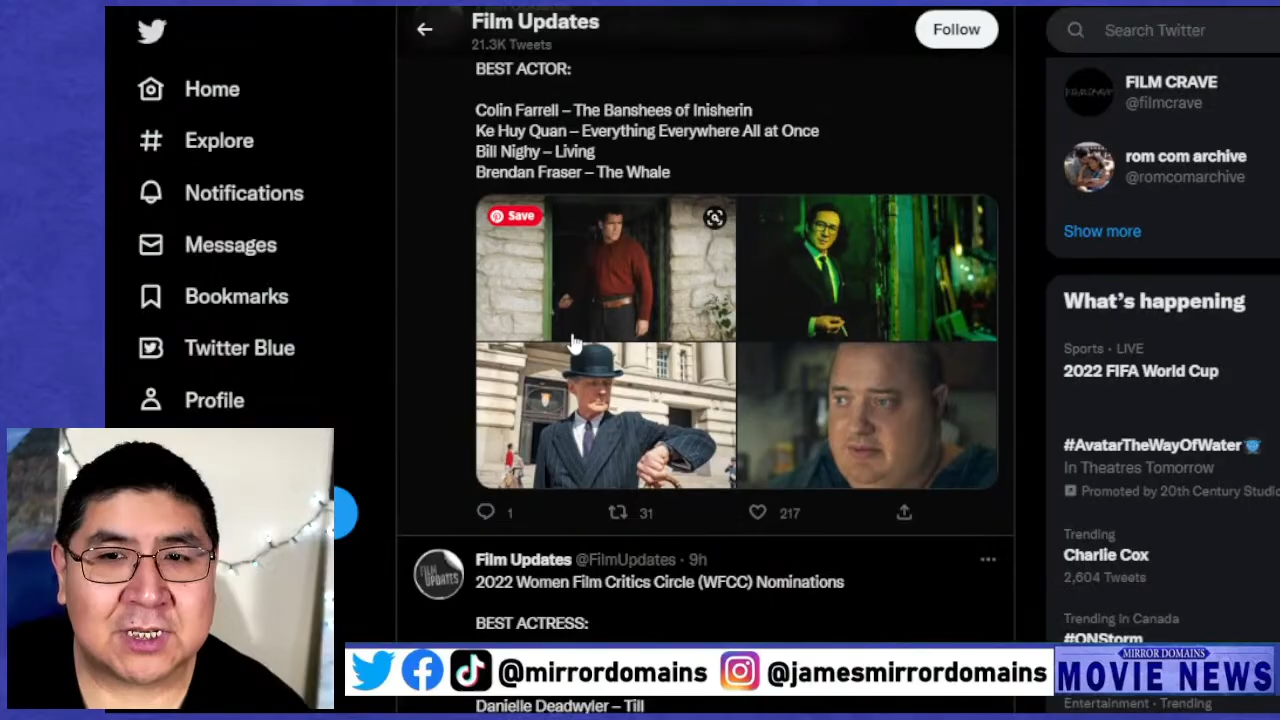 Home
Explore
Notifications
Messages
Bookmarks
Twitter Blue
Profile
Film Updates
21.3K Tweets
Follow
BEST ACTOR:
Colin Farrell – The Banshees of Inisherin
Ke Huy Quan – Everything Everywhere All at Once
Bill Nighy – Living
Brendan Fraser – The Whale
Save
1
31
217
FILM UPDATES
Film Updates @FilmUpdates · 9h
2022 Women Film Critics Circle (WFCC) Nominations
BEST ACTRESS:
Danielle Deadwyler – Till
Search Twitter
FILM CRAVE
@filmcrave
rom com archive
@romcomarchive
Show more
What's happening
Sports · LIVE
2022 FIFA World Cup
#AvatarTheWayOfWater
In Theatres Tomorrow
Promoted by 20th Century Studio
Trending
Charlie Cox
2,604 Tweets
Trending in Canada
#ONStorm
Entertainment · Trending
@mirrordomains
@jamesmirrordomains
MIRROR DOMAINS
MOVIE NEWS